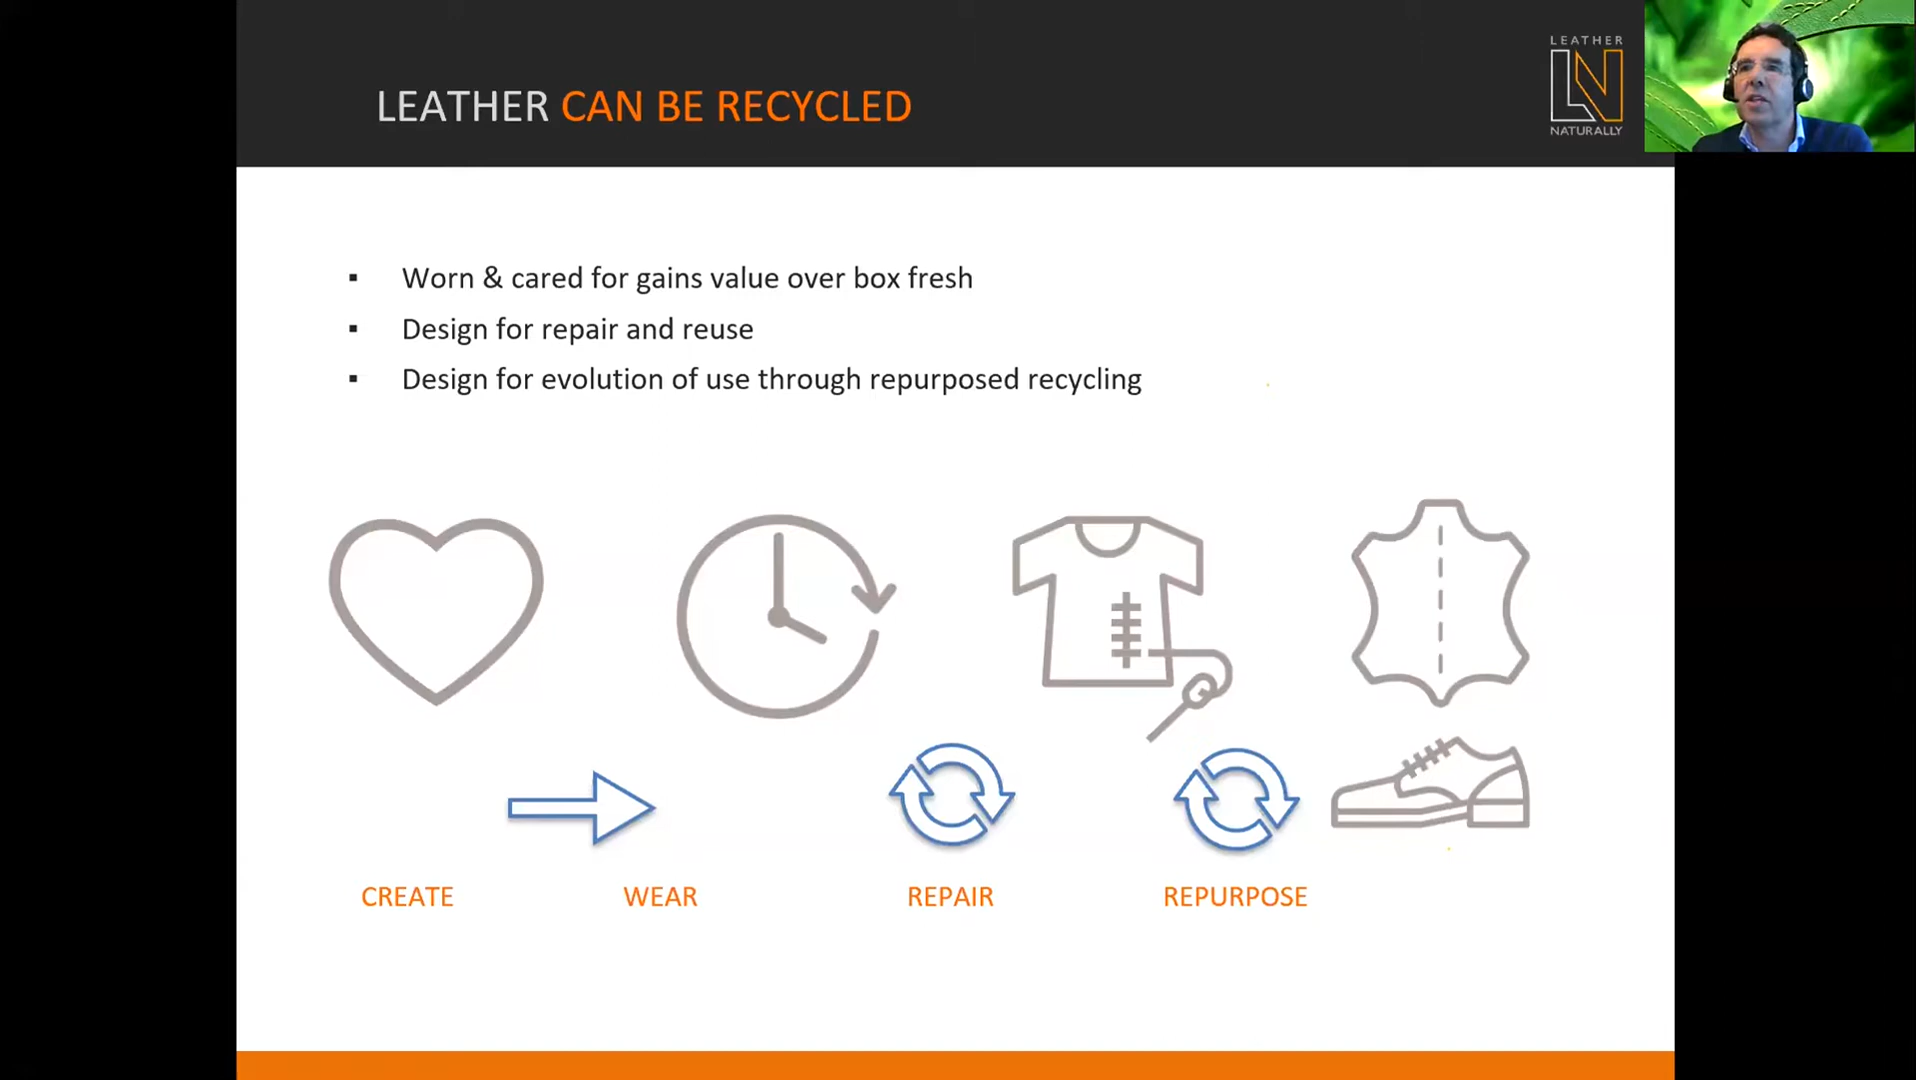 LEATHER CAN BE RECYCLED
LEATHER
LN
NATURALLY
Worn & cared for gains value over box fresh
Design for repair and reuse
Design for evolution of use through repurposed recycling
CREATE
WEAR
REPAIR
REPURPOSE